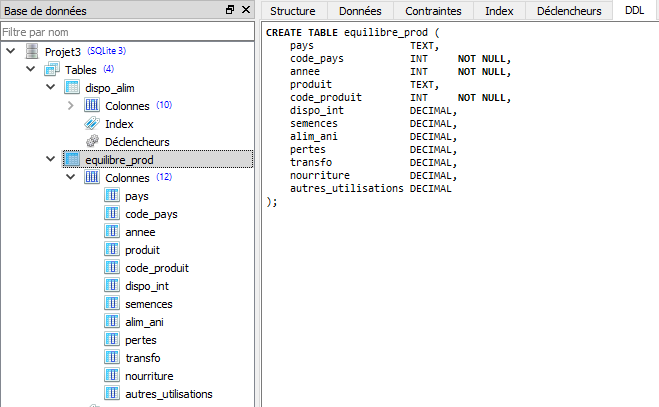 Base de données
Filtre par nom
Projet3 (SQLite 3)
Tables (4)
dispo_alim
Colonnes (10)
Index
Déclencheurs
equilibre_prod
Colonnes (12)
pays
code_pays
annee
produit
code_produit
dispo_int
semences
alim_ani
pertes
transfo
nourriture
autres_utilisations
Structure Données Contraintes Index Déclencheurs DDL
CREATE TABLE equilibre_prod (
pays TEXT,
code_pays INT NOT NULL,
annee INT NOT NULL,
produit TEXT,
code_produit INT NOT NULL,
dispo_int DECIMAL,
semences DECIMAL,
alim_ani DECIMAL,
pertes DECIMAL,
transfo DECIMAL,
nourriture DECIMAL,
autres_utilisations DECIMAL
);